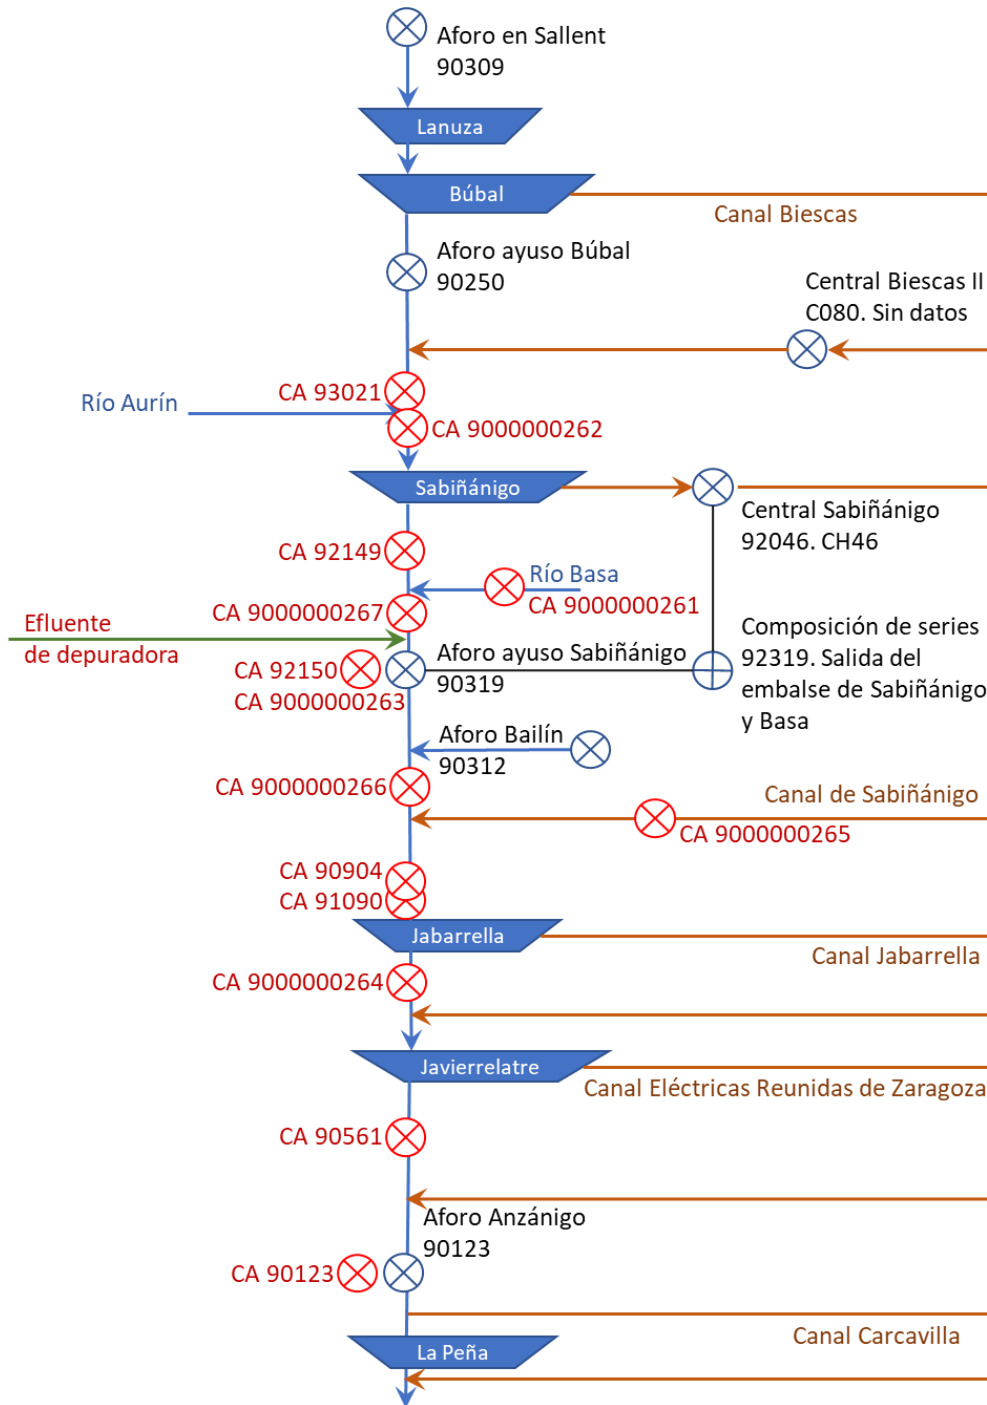 Aforo en Sallent
90309
Lanuza
Búbal
Canal Biescas
Aforo ayuso Búbal
90250
Central Biescas II
C080. Sin datos
CA 93021
Río Aurín
CA 9000000262
Sabiñánigo
Central Sabiñánigo
92046. CH46
CA 92149
Río Basa
CA 9000000261
CA 9000000267
Efluente
de depuradora
Composición de series
92319. Salida del
embalse de Sabiñánigo
y Basa
Aforo ayuso Sabiñánigo
90319
CA 92150
CA 9000000263
Aforo Bailín
90312
CA 9000000266
Canal de Sabiñánigo
CA 9000000265
CA 90904
CA 91090
Jabarrella
Canal Jabarrella
CA 9000000264
Javierrelatre
Canal Eléctricas Reunidas de Zaragoza
CA 90561
Aforo Anzánigo
90123
CA 90123
Canal Carcavilla
La Peña